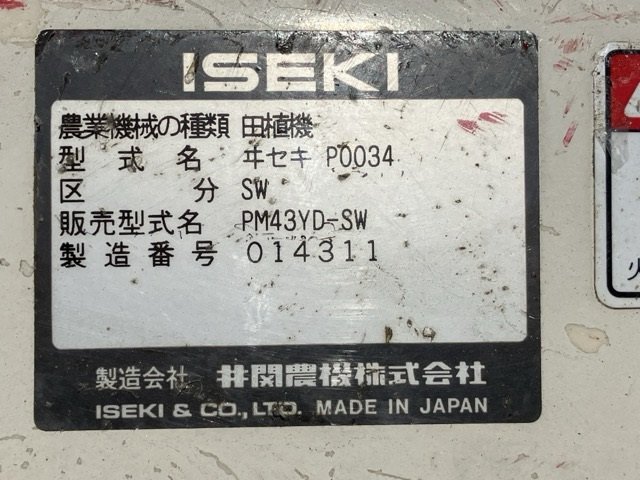 ISEKI
農業機械の種類 田植機
型式名 ヰセキ P0034
区分 SW
販売型式名 PM43YD-SW
製造番号 014311
製造会社 井関農機株式会社
ISEKI & CO., LTD. MADE IN JAPAN
火